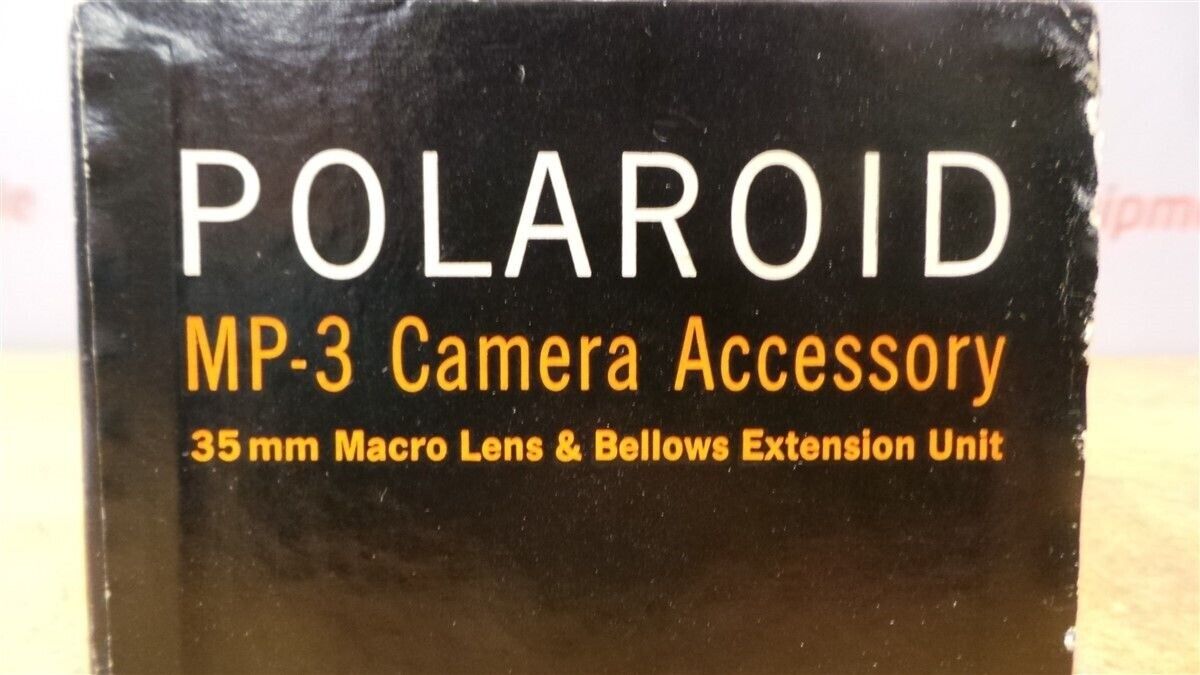 POLAROID
MP-3 Camera Accessory
35mm Macro Lens & Bellows Extension Unit